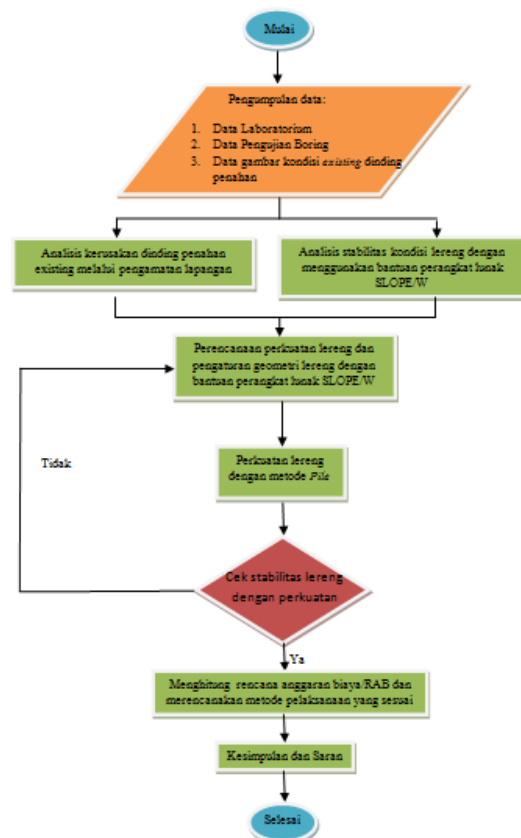 Mulai
Pengumpulan data:
1. Data Laboratorium
2. Data Pengujian Boring
3. Data gambar kondisi existing dinding
penahan
Analisis kerusakan dinding penahan
existing melalui pengamatan lapangan
Analisis stabilitas kondisi lereng dengan
menggunakan bantuan perangkat lunak
SLOPE/W
Perencanaan perkuatan lereng dan
pengaturan geometri lereng dengan
bantuan perangkat lunak SLOPE/W
Tidak
Perkuatan lereng
dengan metode Pile
Cek stabilitas lereng
dengan perkuatan
Ya
Menghitung rencana anggaran biaya/RAB dan
merencanakan metode pelaksanaan yang sesuai
Kesimpulan dan Saran
Selesai